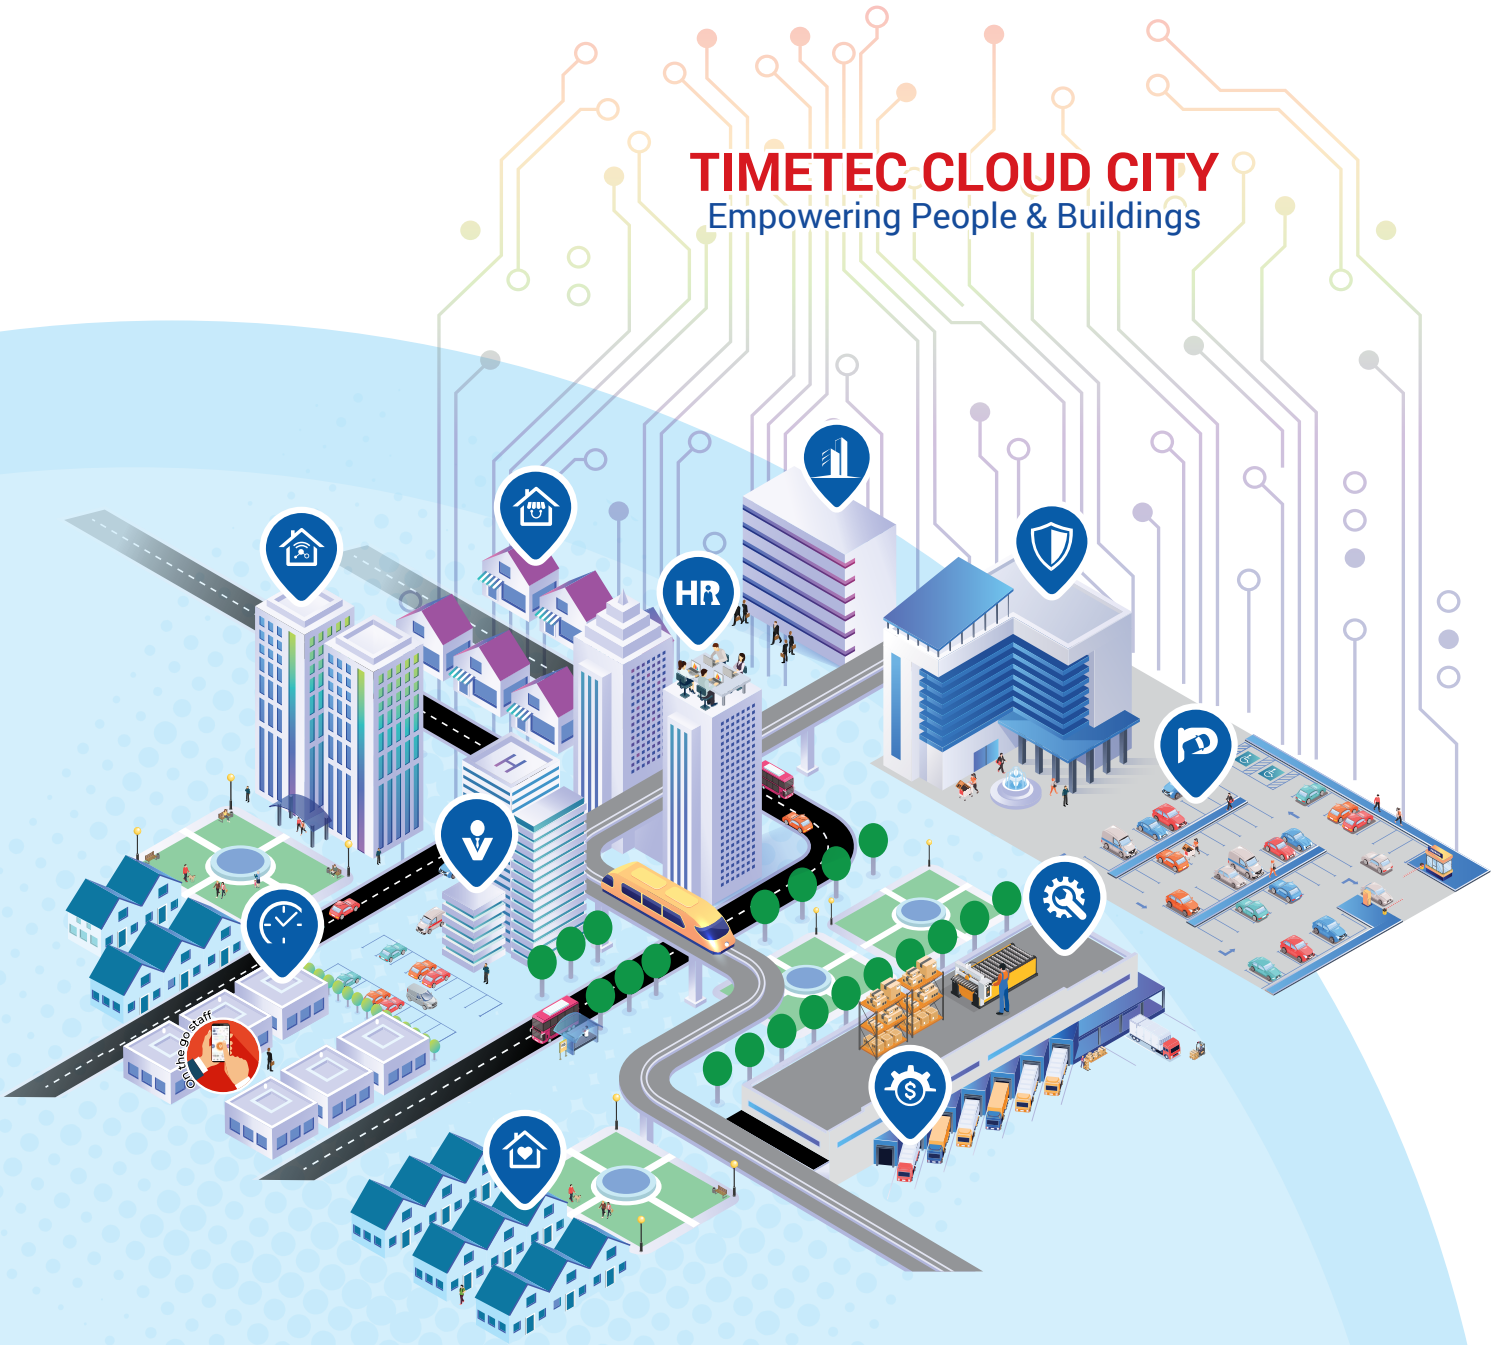 TIMETEC CLOUD CITY
Empowering People & Buildings
HR
H
On the go staff